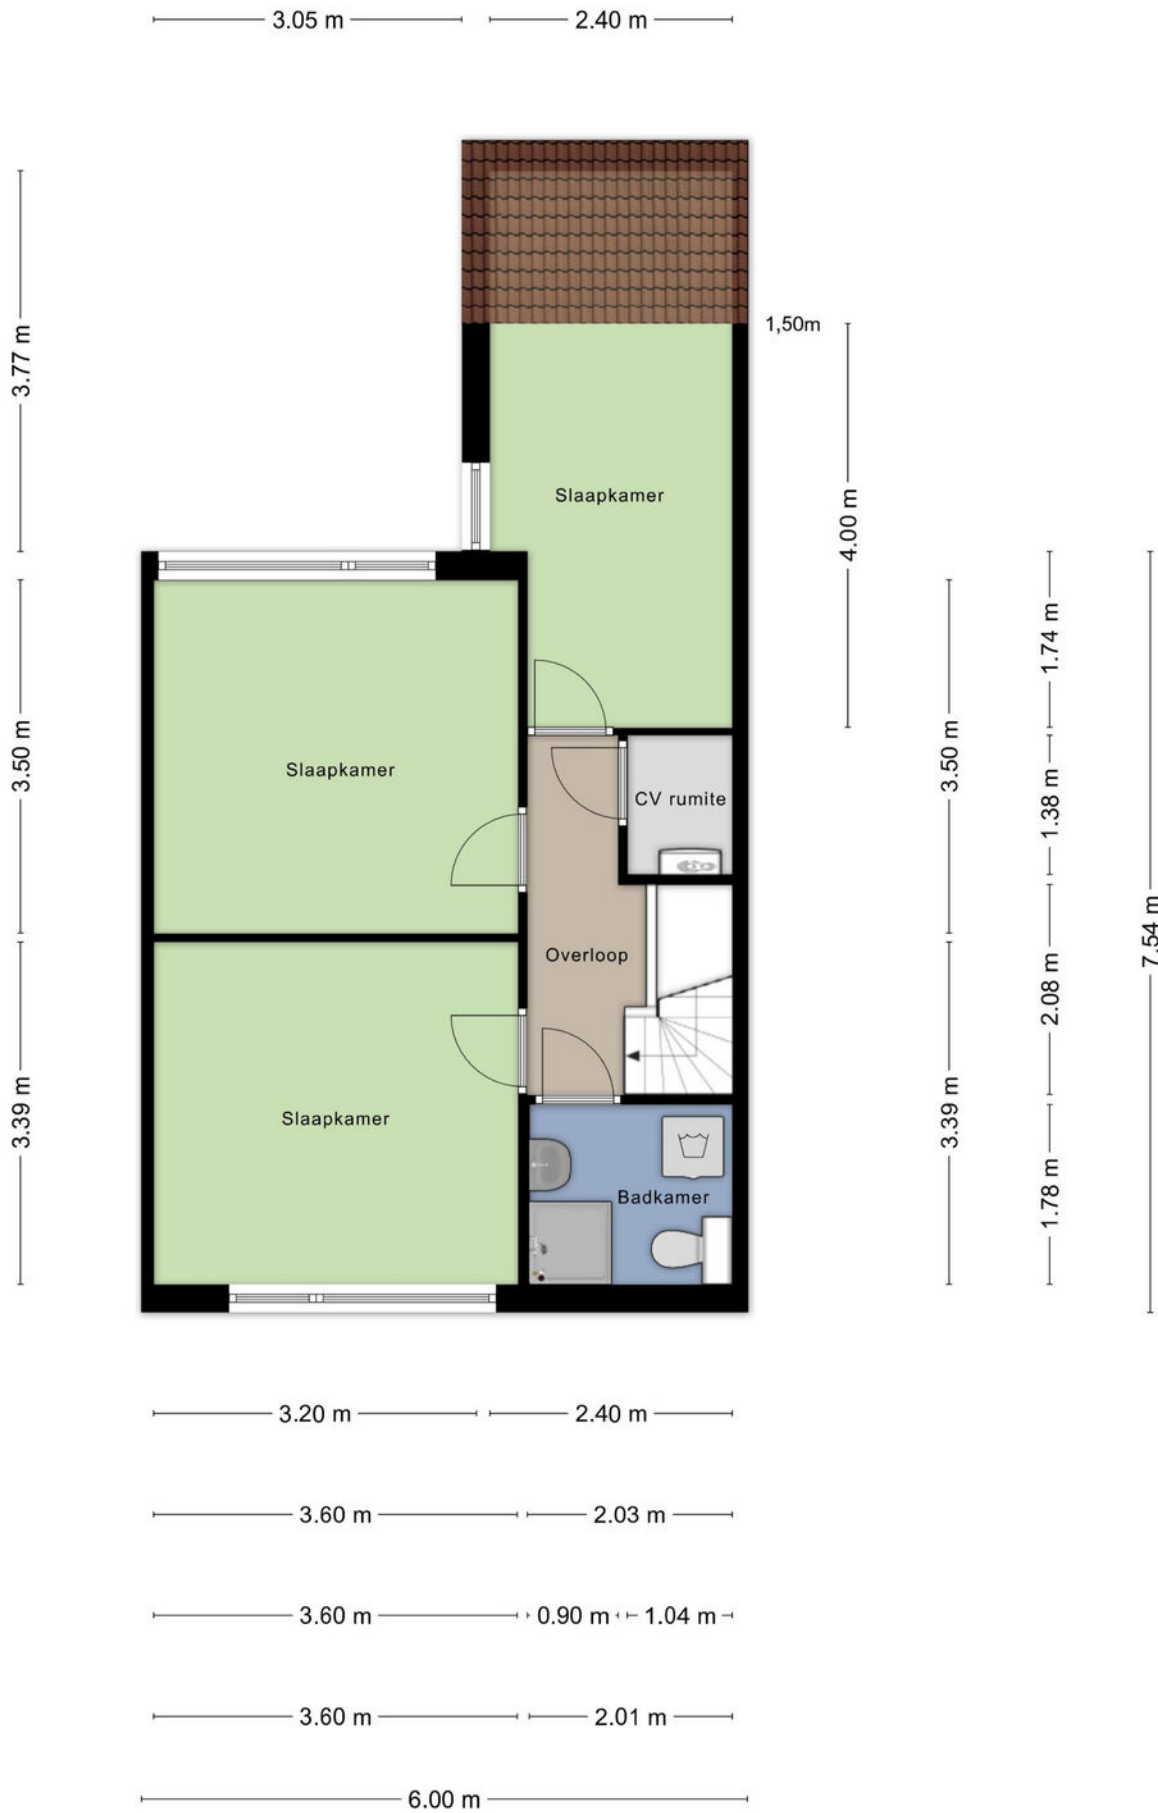 3.05 m
2.40 m
3.77 m
1,50m
Slaapkamer
4.00 m
1.74 m
3.50 m
Slaapkamer
CV rumite
3.50 m
1.38 m
7.54 m
Overloop
2.08 m
3.39 m
Slaapkamer
3.39 m
Badkamer
1.78 m
3.20 m
2.40 m
3.60 m
2.03 m
3.60 m
0.90 m
1.04 m
3.60 m
2.01 m
6.00 m